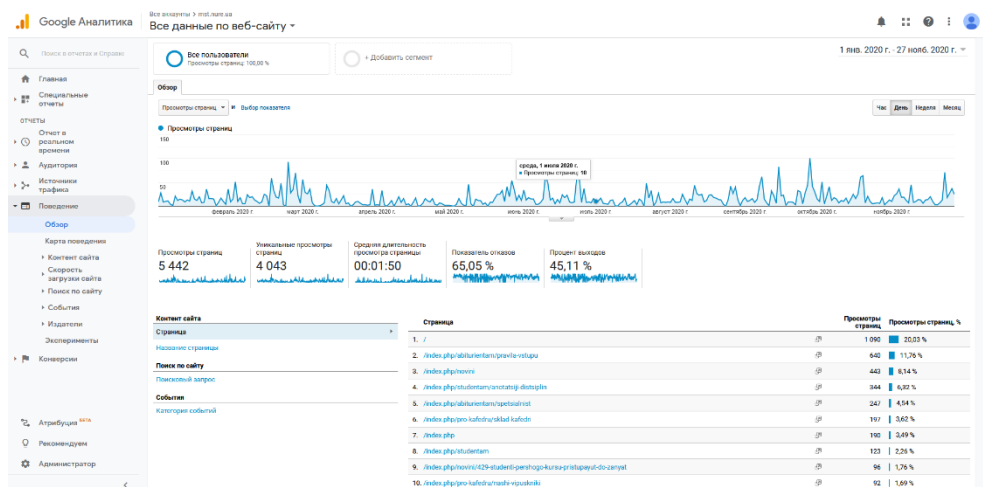 Google Аналитика
Все аккаунты > mst.nure.ua
Все данные по веб-сайту
Поиск в отчетах и Справке
Главная
Специальные
отчеты
ОТЧЕТЫ
Отчет в
реальном
времени
Аудитория
Источники
трафика
Поведение
Обзор
Карта поведения
Контент сайта
Скорость
загрузки сайта
Поиск по сайту
События
Издатели
Эксперименты
Конверсии
Атрибуция БЕТА
Рекомендуем
Администратор
Все пользователи
Просмотры страниц: 100,00 %
+ Добавить сегмент
1 янв. 2020 г. - 27 нояб. 2020 г.
Обзор
Просмотры страниц и Выбор показателя
Час День Неделя Месяц
Просмотры страниц
150
100
50
среда, 1 июля 2020 г.
Просмотры страниц: 10
февраль 2020 г. март 2020 г. апрель 2020 г. май 2020 г. июнь 2020 г. июль 2020 г. август 2020 г. сентябрь 2020 г. октябрь 2020 г. ноябрь 2020 г.
Просмотры страниц
5 442
Уникальные просмотры
страниц
4 043
Средняя длительность
просмотра страницы
00:01:50
Показатель отказов
65,05 %
Процент выходов
45,11 %
Контент сайта
Страница
Название страницы
Поиск по сайту
Поисковый запрос
События
Категория событий
Страница Просмотры страниц Просмотры страниц, %
1. / 1 090 20,03 %
2. /index.php/abiturientam/pravila-vstupu 640 11,76 %
3. /index.php/novini 443 8,14 %
4. /index.php/studentam/anotatsiji-distsiplin 344 6,32 %
5. /index.php/abiturientam/spetsialnist 247 4,54 %
6. /index.php/pro-kafedru/sklad-kafedri 197 3,62 %
7. /index.php 190 3,49 %
8. /index.php/studentam 123 2,26 %
9. /index.php/novini/429-studenti-pershogo-kursu-pristupayut-do-zanyat 96 1,76 %
10. /index.php/pro-kafedru/nashi-vipuskniki 92 1,69 %